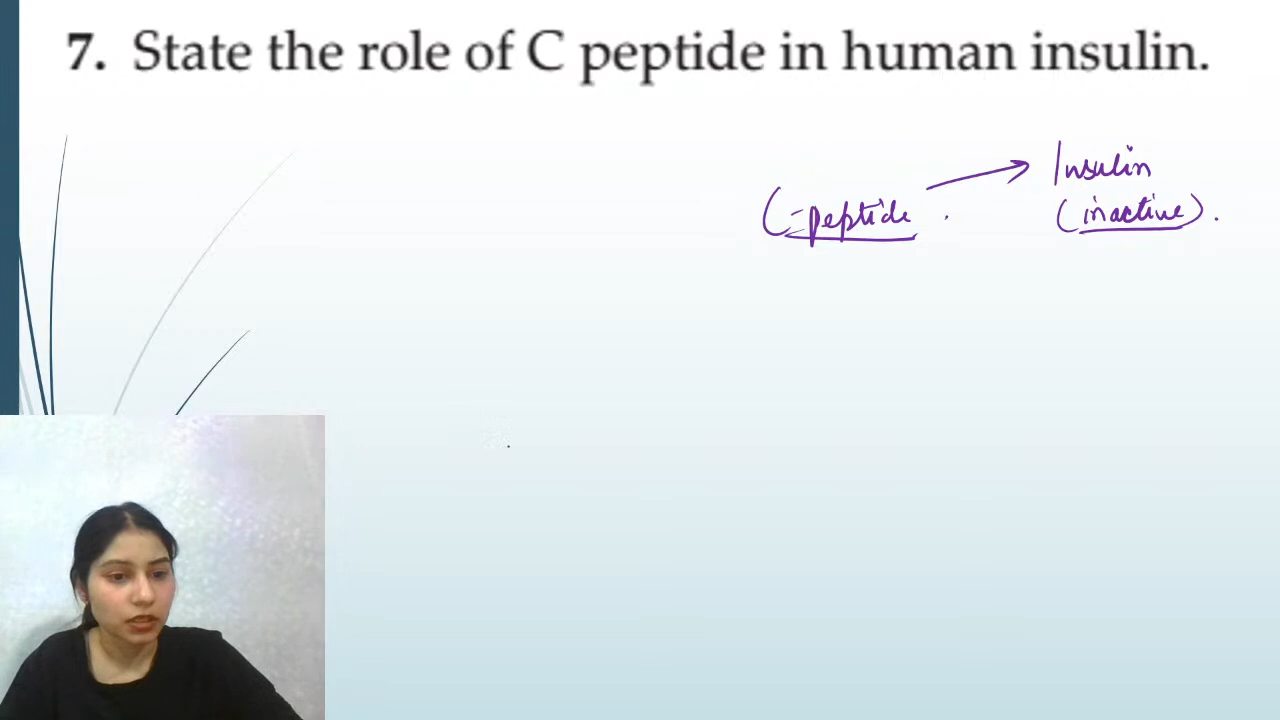 7. State the role of C peptide in human insulin.
C-peptide → Insulin
(inactive).